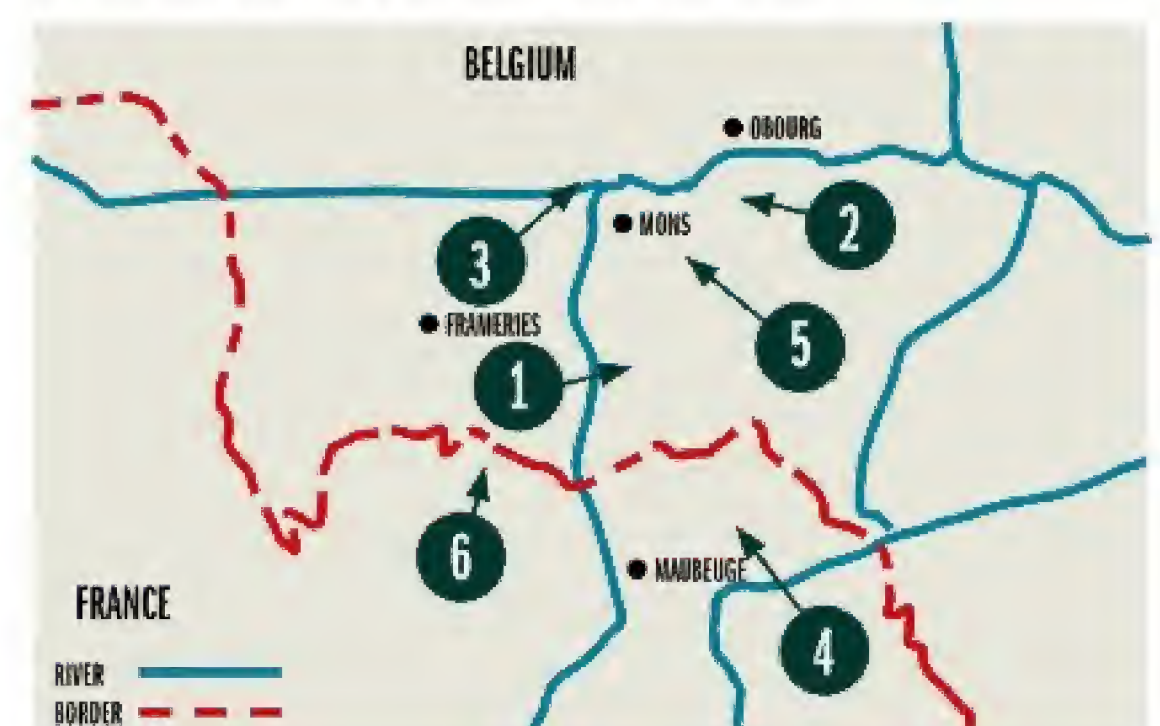 BELGIUM
OBOURG
2
MONS
3
FRAMERIES
5
1
6
MAUBEUGE
FRANCE
4
RIVER
BORDER